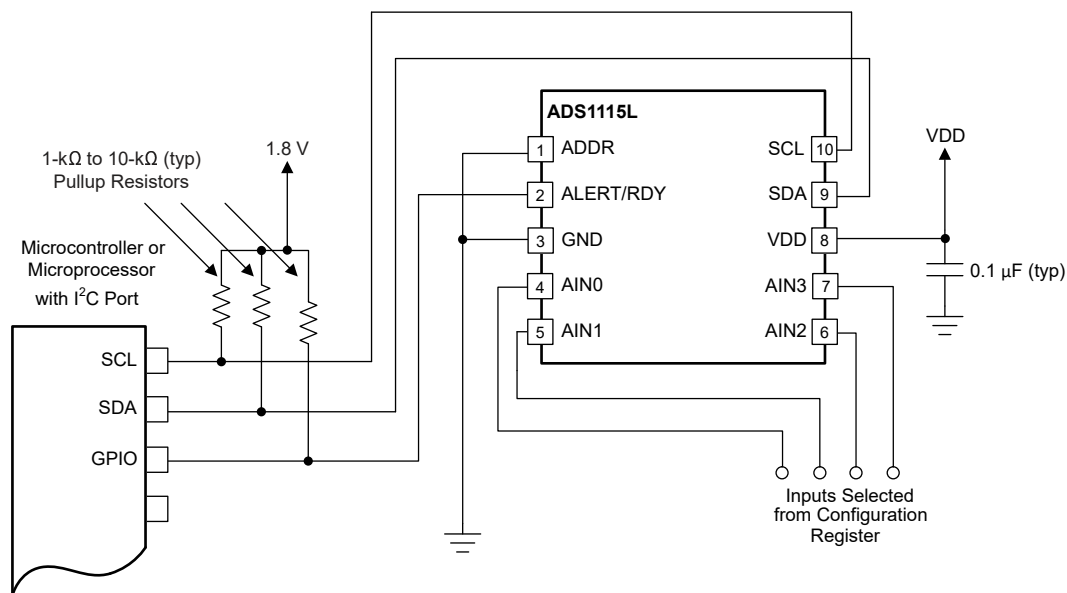 1-kΩ to 10-kΩ (typ)
Pullup Resistors
1.8 V
Microcontroller or
Microprocessor
with I²C Port
SCL
SDA
GPIO
ADS1115L
1 ADDR
2 ALERT/RDY
3 GND
4 AIN0
5 AIN1
SCL 10
SDA 9
VDD 8
AIN3 7
AIN2 6
VDD
0.1 µF (typ)
Inputs Selected
from Configuration
Register